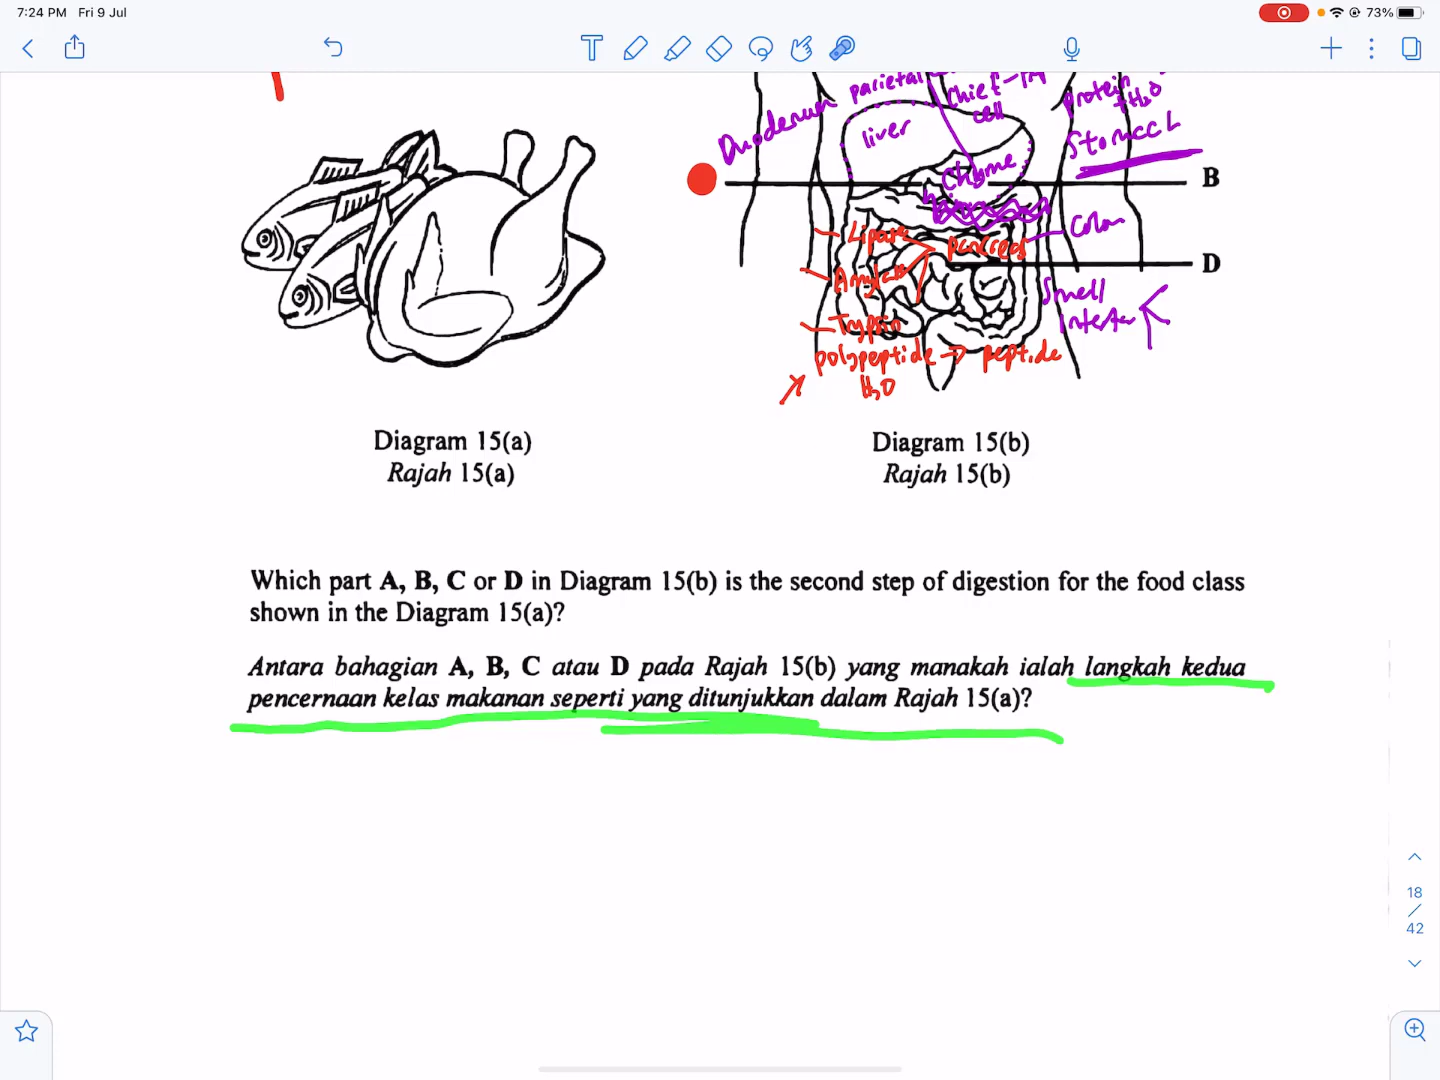 7:24 PM Fri 9 Jul
73%
Duodenum
parietal
chief
cell
protein
+ H₂O
liver
Stomach
Chyme
B
Lipase
pancreas
Colon
D
Amylase
Small
Trypsin
polypeptide → peptide
H₂O
Diagram 15(a)
Rajah 15(a)
Diagram 15(b)
Rajah 15(b)
Which part A, B, C or D in Diagram 15(b) is the second step of digestion for the food class
shown in the Diagram 15(a)?
Antara bahagian A, B, C atau D pada Rajah 15(b) yang manakah ialah langkah kedua
pencernaan kelas makanan seperti yang ditunjukkan dalam Rajah 15(a)?
18
/
42